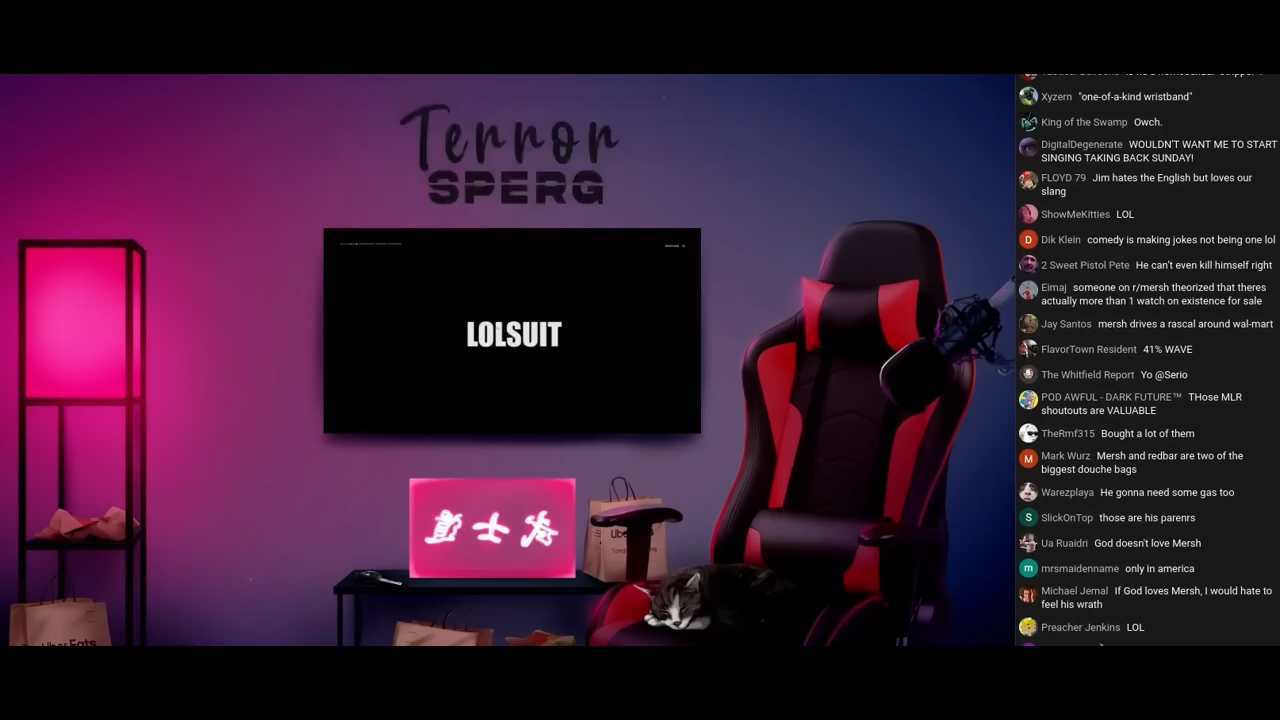 Terror
SPERG
LOLSUIT
Uber Eats
Xyzern "one-of-a-kind wristband"
King of the Swamp Owch.
DigitalDegenerate WOULDN'T WANT ME TO START
SINGING TAKING BACK SUNDAY!
FLOYD 79 Jim hates the English but loves our
slang
ShowMeKitties LOL
D
Dik Klein comedy is making jokes not being one lol
2 Sweet Pistol Pete He can't even kill himself right
Eimaj someone on r/mersh theorized that theres
actually more than 1 watch on existence for sale
Jay Santos mersh drives a rascal around wal-mart
FlavorTown Resident 41% WAVE
The Whitfield Report Yo @Serio
POD AWFUL - DARK FUTURE™ THose MLR
shoutouts are VALUABLE
TheRmf315 Bought a lot of them
M
Mark Wurz Mersh and redbar are two of the
biggest douche bags
Warezplaya He gonna need some gas too
S
SlickOnTop those are his parenrs
Ua Ruaidri God doesn't love Mersh
m
mrsmaidenname only in america
Michael Jemal If God loves Mersh, I would hate to
feel his wrath
Preacher Jenkins LOL